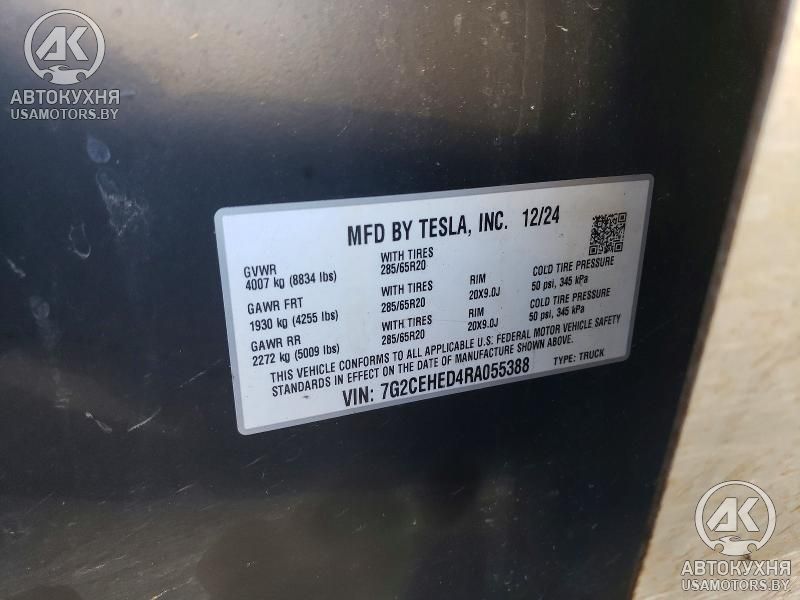 AK
АВТОКУХНЯ
USAMOTORS.BY
MFD BY TESLA, INC. 12/24
GVWR
4007 kg (8834 lbs)
WITH TIRES
285/65R20
GAWR FRT
1930 kg (4255 lbs)
WITH TIRES
285/65R20
RIM
20X9.0J
COLD TIRE PRESSURE
50 psi, 345 kPa
GAWR RR
2272 kg (5009 lbs)
WITH TIRES
285/65R20
RIM
20X9.0J
COLD TIRE PRESSURE
50 psi, 345 kPa
THIS VEHICLE CONFORMS TO ALL APPLICABLE U.S. FEDERAL MOTOR VEHICLE SAFETY
STANDARDS IN EFFECT ON THE DATE OF MANUFACTURE SHOWN ABOVE.
VIN: 7G2CEHED4RA055388 TYPE: TRUCK
AK
АВТОКУХНЯ
USAMOTORS.BY